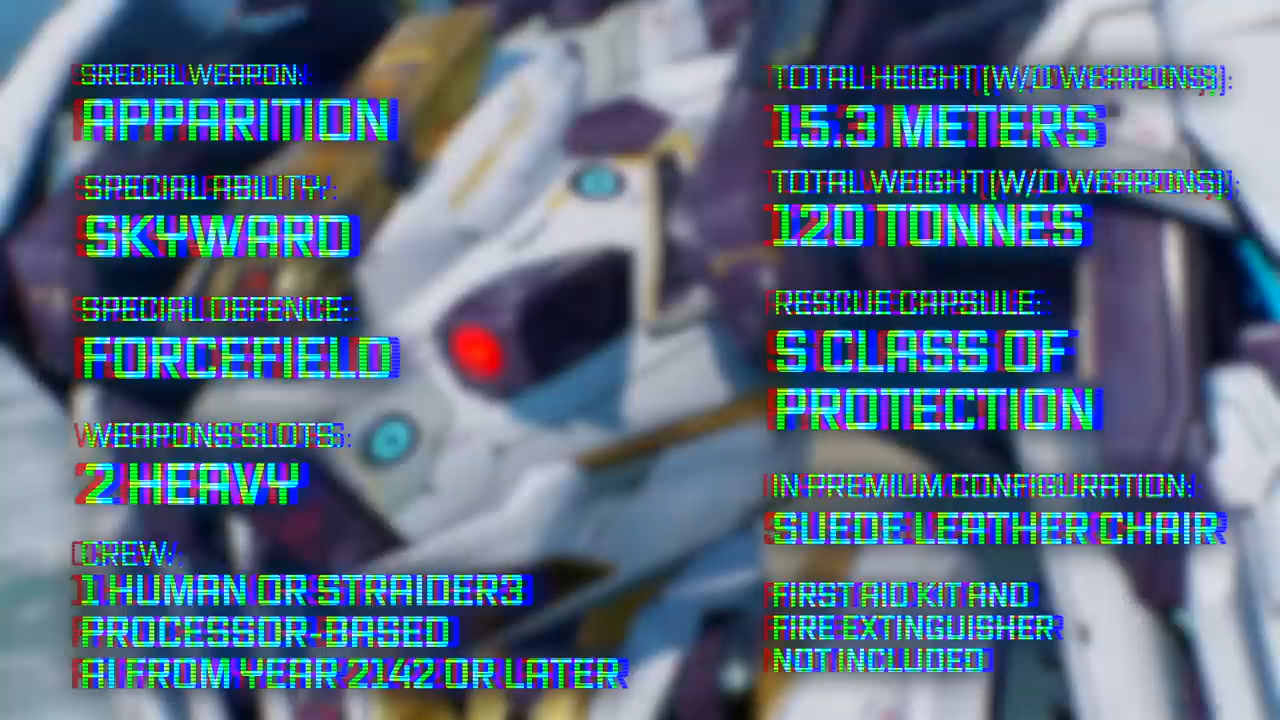 SPECIAL WEAPON:
APPARITION
SPECIAL ABILITY:
SKYWARD
SPECIAL DEFENCE:
FORCEFIELD
WEAPONS SLOTS:
2 HEAVY
CREW:
1 HUMAN OR STRAIDER3
PROCESSOR-BASED
AI FROM YEAR 2142 OR LATER
TOTAL HEIGHT (W/O WEAPONS):
15.3 METERS
TOTAL WEIGHT (W/O WEAPONS):
120 TONNES
RESCUE CAPSULE:
S CLASS OF
PROTECTION
IN PREMIUM CONFIGURATION:
SUEDE-LEATHER CHAIR
FIRST AID KIT AND
FIRE EXTINGUISHER
NOT INCLUDED